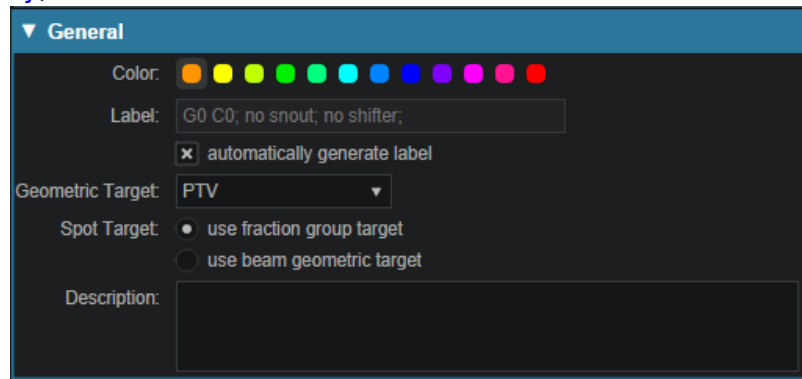 General
Color:
Label: G0 C0; no snout; no shifter;
automatically generate label
Geometric Target: PTV
Spot Target: use fraction group target
use beam geometric target
Description: